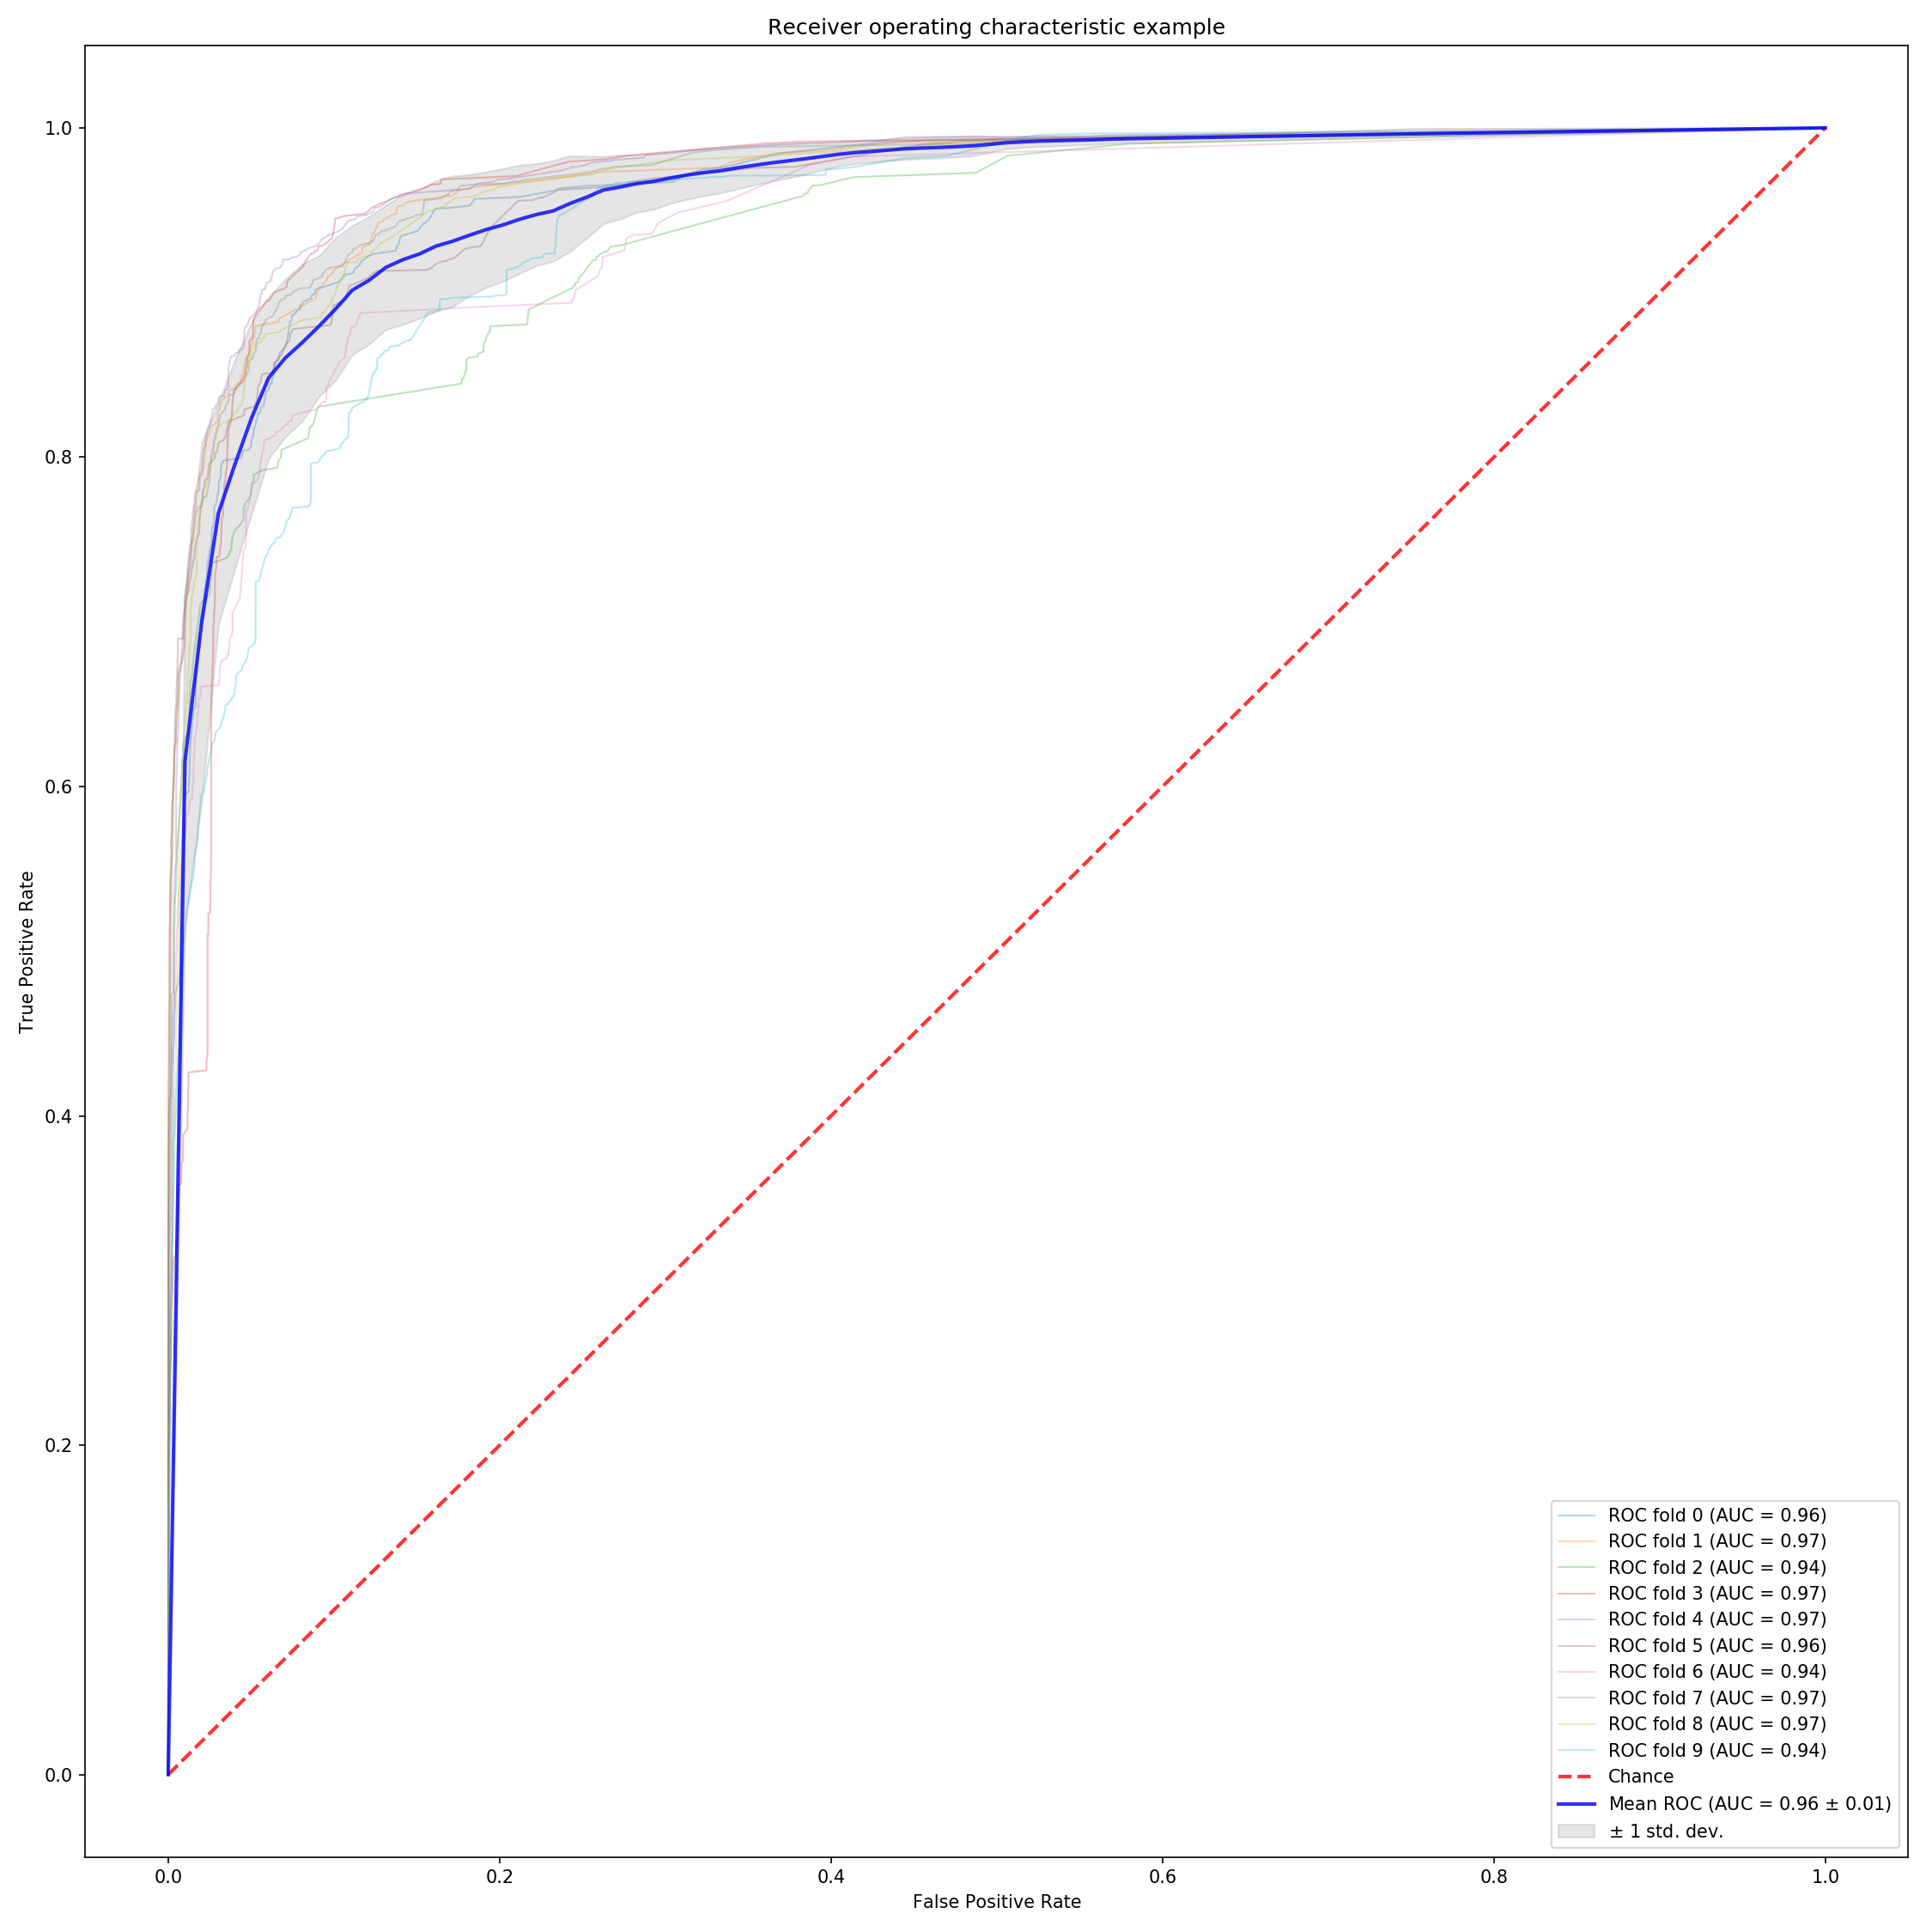 Receiver operating characteristic example
1.0
0.8
0.6
0.4
0.2
0.0
True Positive Rate
0.0 0.2 0.4 0.6 0.8 1.0
False Positive Rate
ROC fold 0 (AUC = 0.96)
ROC fold 1 (AUC = 0.97)
ROC fold 2 (AUC = 0.94)
ROC fold 3 (AUC = 0.97)
ROC fold 4 (AUC = 0.97)
ROC fold 5 (AUC = 0.96)
ROC fold 6 (AUC = 0.94)
ROC fold 7 (AUC = 0.97)
ROC fold 8 (AUC = 0.97)
ROC fold 9 (AUC = 0.94)
Chance
Mean ROC (AUC = 0.96 ± 0.01)
± 1 std. dev.